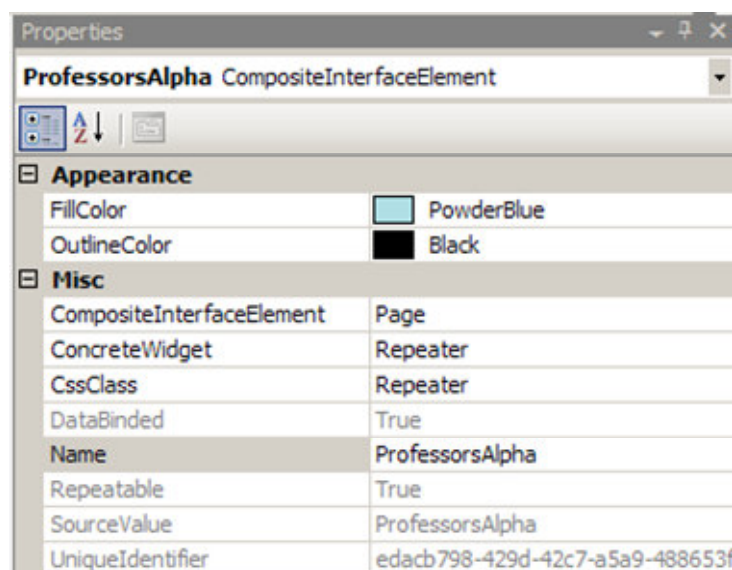 Properties
ProfessorsAlpha CompositeInterfaceElement
A Z
Appearance
FillColor PowderBlue
OutlineColor Black
Misc
CompositeInterfaceElement Page
ConcreteWidget Repeater
CssClass Repeater
DataBinded True
Name ProfessorsAlpha
Repeatable True
SourceValue ProfessorsAlpha
UniqueIdentifier edacb798-429d-42c7-a5a9-488653f